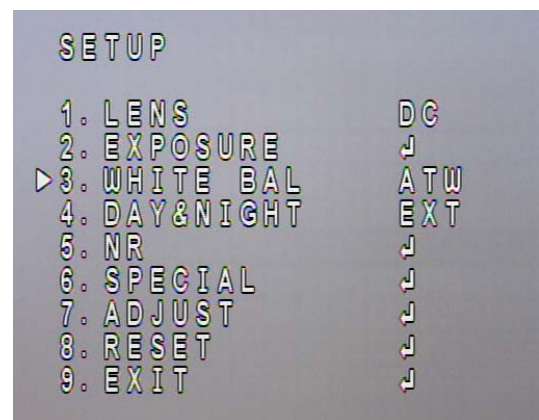 SETUP
1. LENS DC
2. EXPOSURE ↲
▷3. WHITE BAL ATW
4. DAY&NIGHT EXT
5. NR ↲
6. SPECIAL ↲
7. ADJUST ↲
8. RESET ↲
9. EXIT ↲